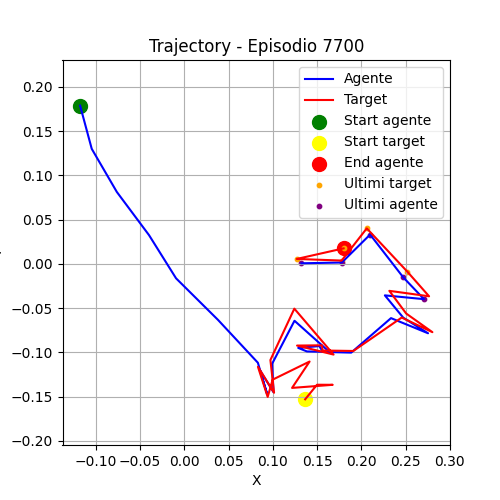 Trajectory - Episodio 7700
Agente
Target
Start agente
Start target
End agente
Ultimi target
Ultimi agente
0.20
0.15
0.10
0.05
0.00
−0.05
−0.10
−0.15
−0.20
−0.10 −0.05 0.00 0.05 0.10 0.15 0.20 0.25 0.30
X